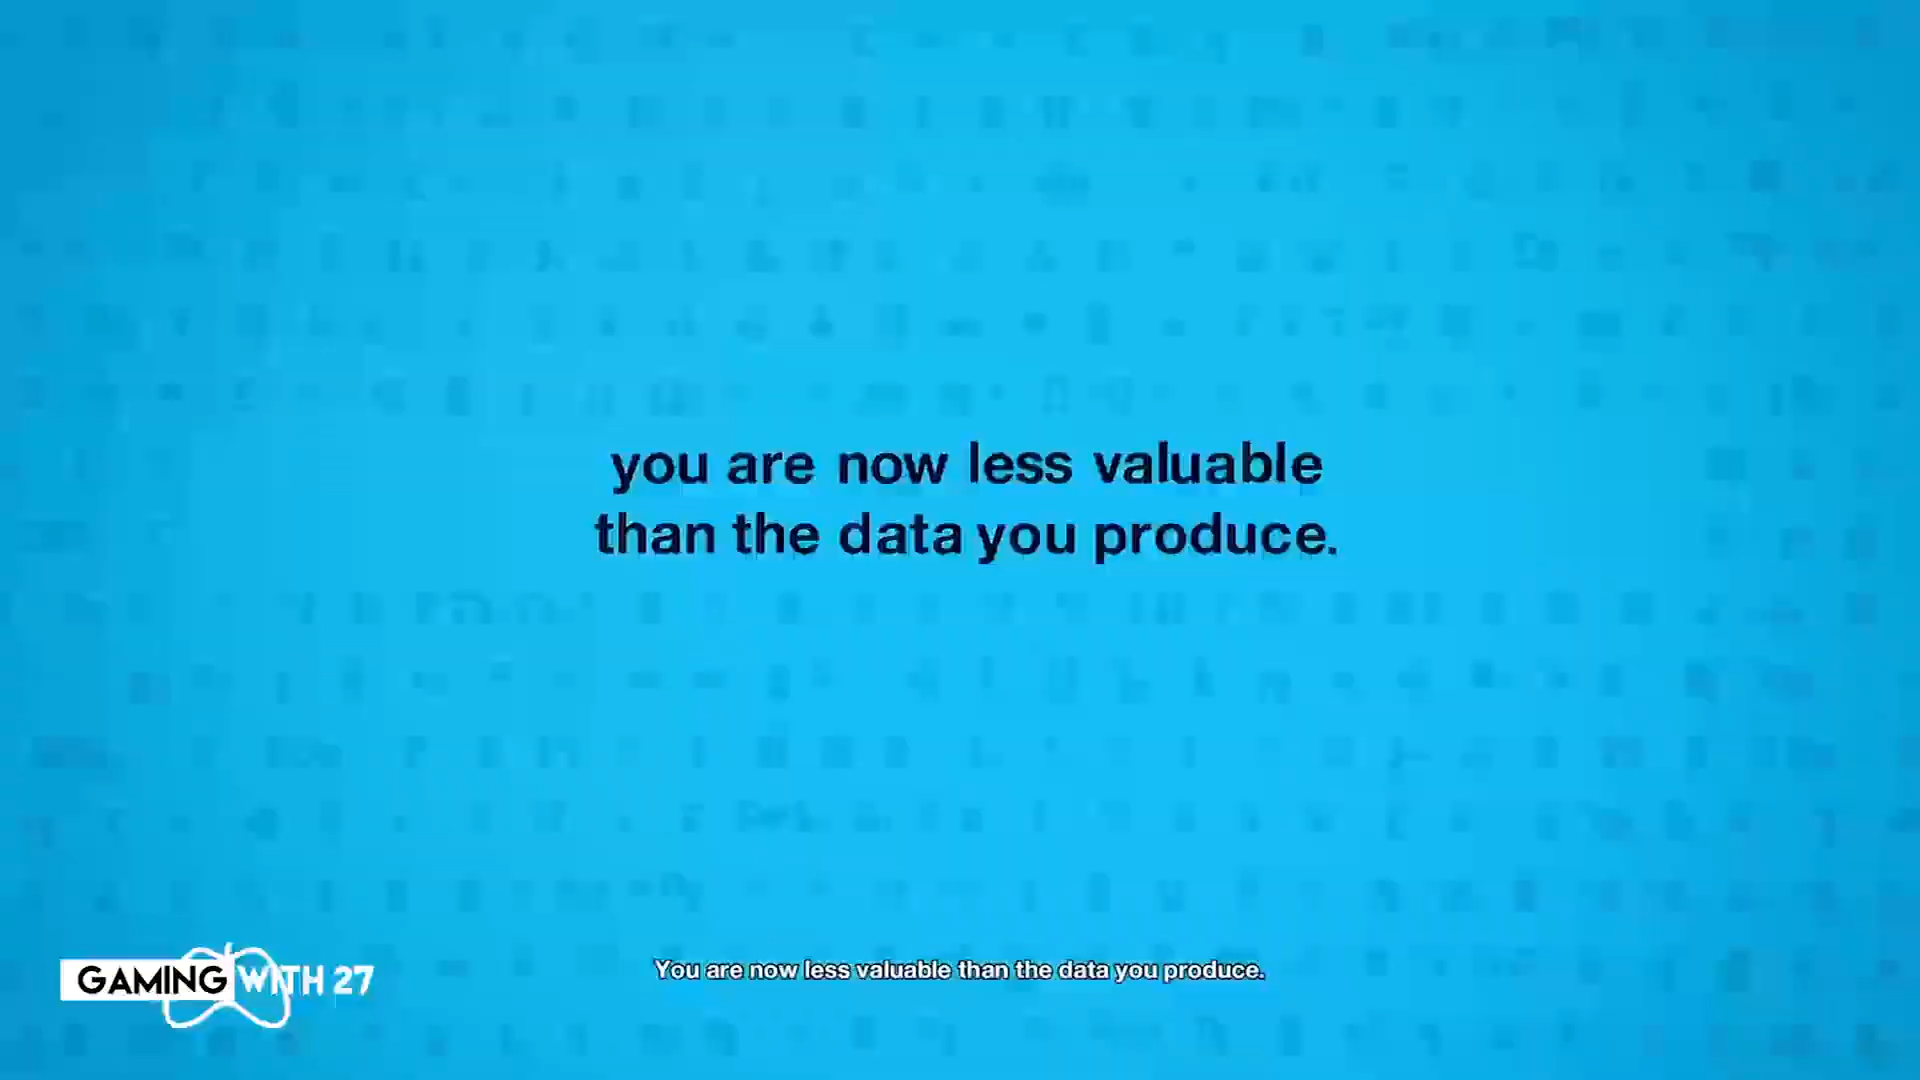 you are now less valuable
than the data you produce.
You are now less valuable than the data you produce.
GAMING WITH 27